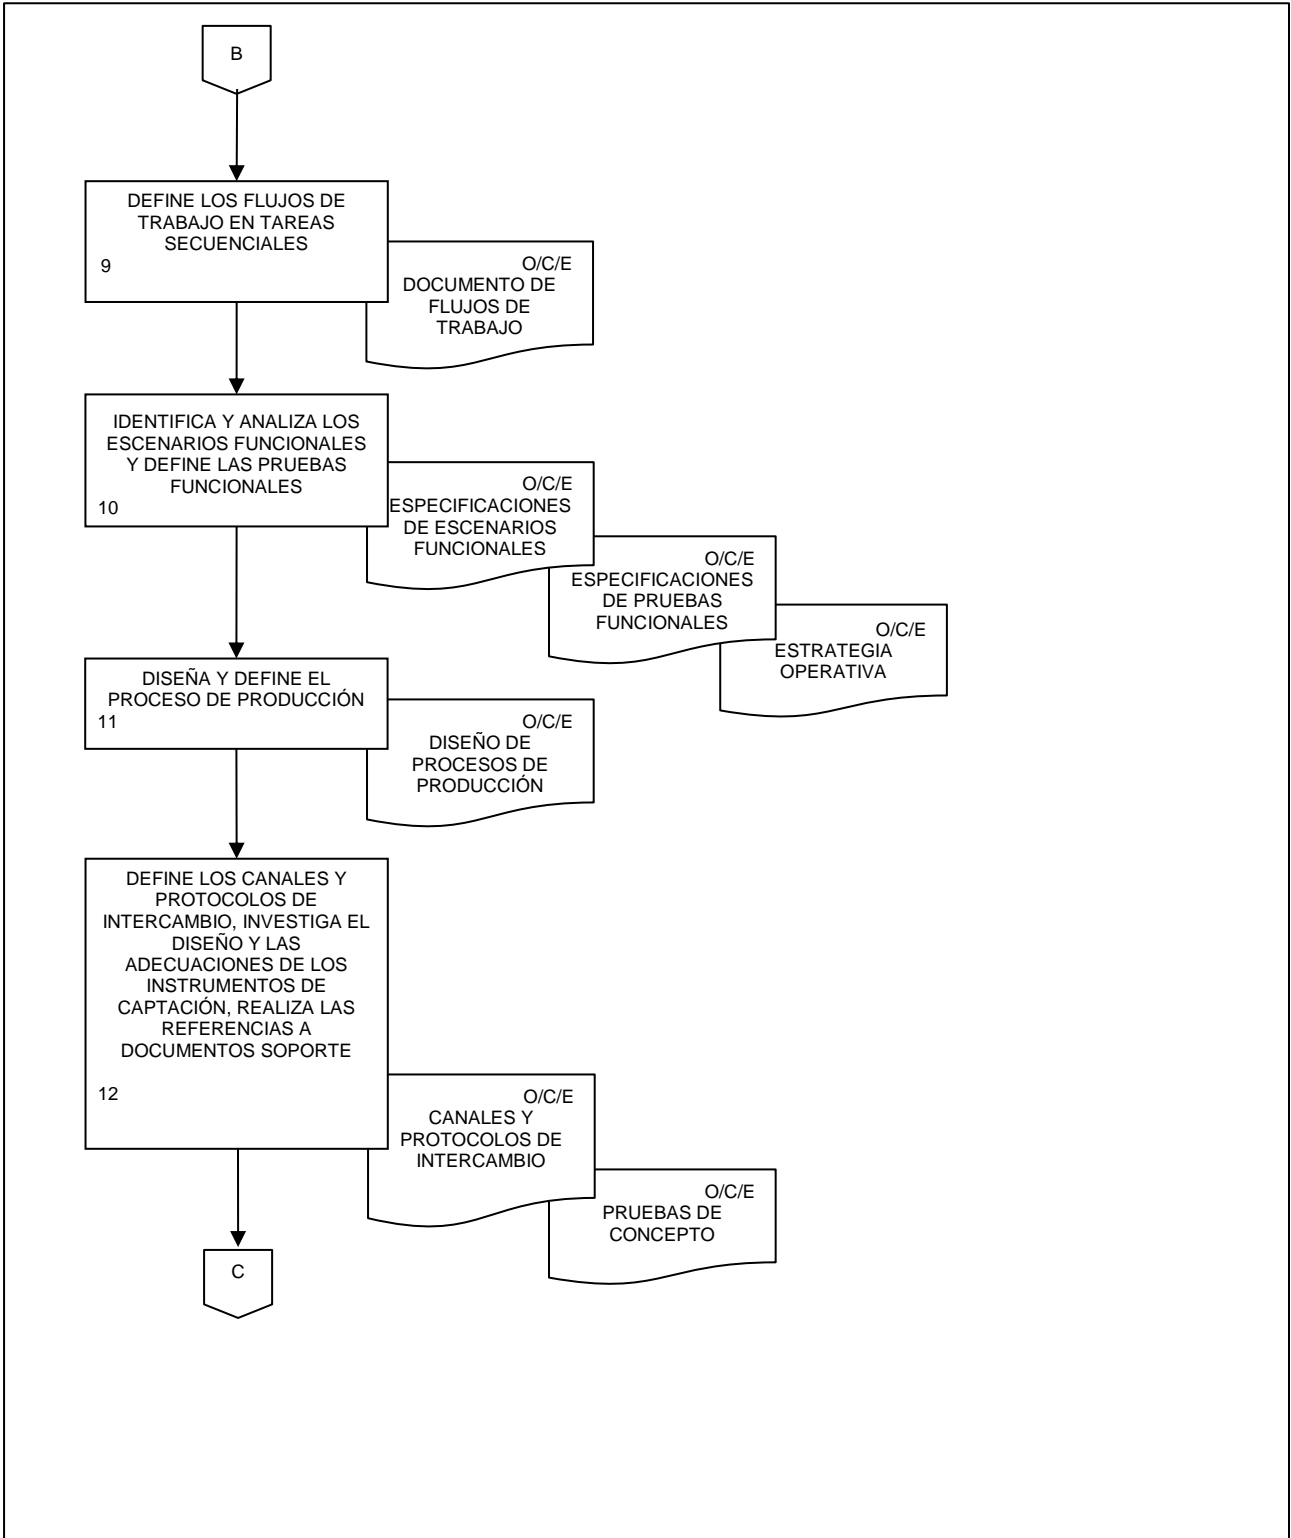 B
DEFINE LOS FLUJOS DE
TRABAJO EN TAREAS
SECUENCIALES
9
O/C/E
DOCUMENTO DE
FLUJOS DE
TRABAJO
IDENTIFICA Y ANALIZA LOS
ESCENARIOS FUNCIONALES
Y DEFINE LAS PRUEBAS
FUNCIONALES
10
O/C/E
ESPECIFICACIONES
DE ESCENARIOS
FUNCIONALES
O/C/E
ESPECIFICACIONES
DE PRUEBAS
FUNCIONALES
O/C/E
ESTRATEGIA
OPERATIVA
DISEÑA Y DEFINE EL
PROCESO DE PRODUCCIÓN
11
O/C/E
DISEÑO DE
PROCESOS DE
PRODUCCIÓN
DEFINE LOS CANALES Y
PROTOCOLOS DE
INTERCAMBIO, INVESTIGA EL
DISEÑO Y LAS
ADECUACIONES DE LOS
INSTRUMENTOS DE
CAPTACIÓN, REALIZA LAS
REFERENCIAS A
DOCUMENTOS SOPORTE
12
O/C/E
CANALES Y
PROTOCOLOS DE
INTERCAMBIO
O/C/E
PRUEBAS DE
CONCEPTO
C